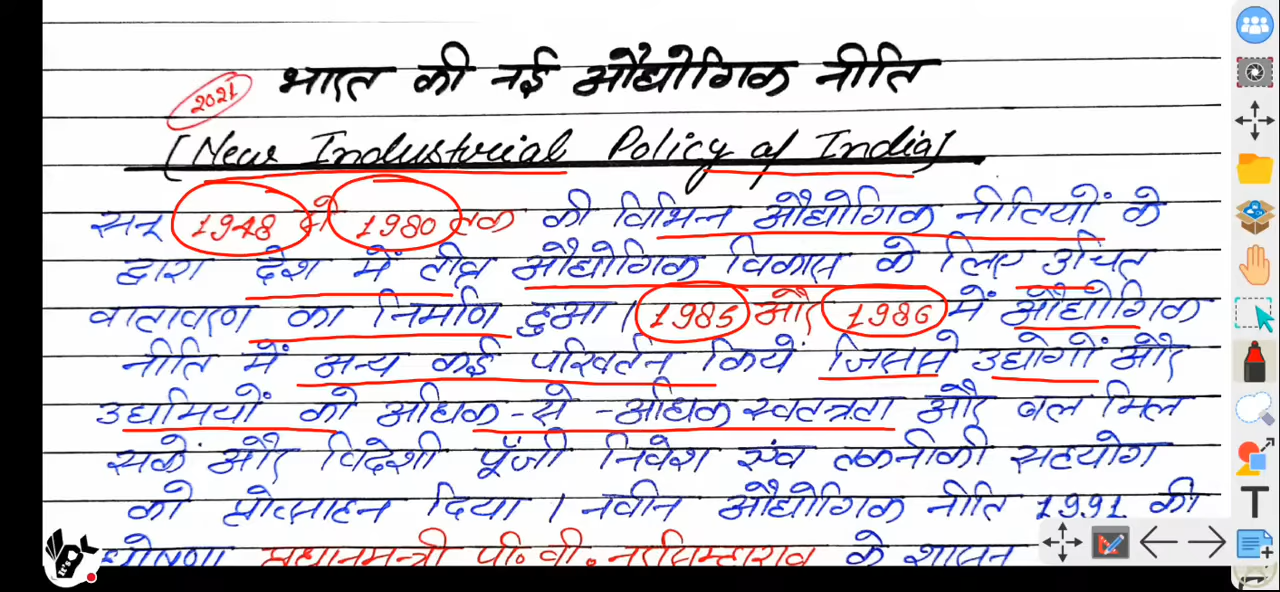 भारत की नई औद्योगिक नीति
2021
[New Industrial Policy of India]
सन् 1948 से 1980 तक की विभिन्न औद्योगिक नीतियों के
द्वारा देश में तीव्र औद्योगिक विकास के लिए उचित
वातावरण का निर्माण हुआ। 1985 और 1986 में औद्योगिक
नीति में अन्य कई परिवर्तन किये जिससे उद्योगों और
उद्यमियों को अधिक-से-अधिक स्वतन्त्रता और बल मिल
सकें और विदेशी पूँजी निवेश एंव तकनीकी सहयोग
को प्रोत्साहन दिया। नवीन औद्योगिक नीति 1991 की
घोषणा प्रधानमन्त्री पी.वी. नरसिम्हाराव के शासन